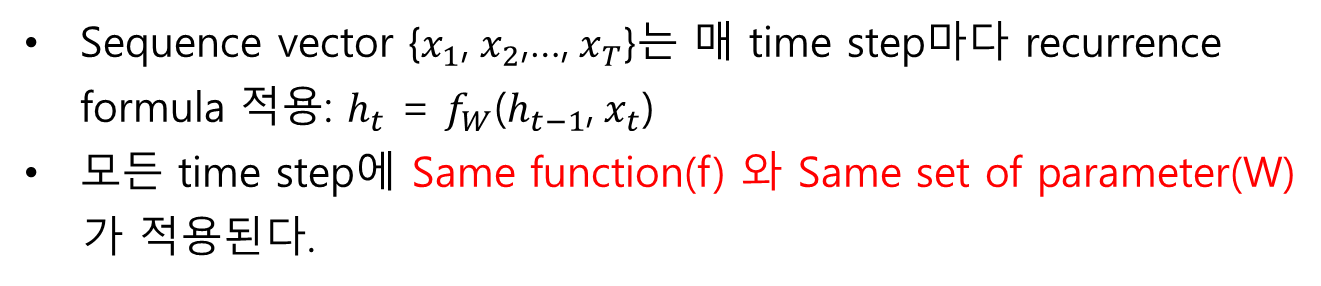 • Sequence vector {𝑥₁, 𝑥₂,…, 𝑥_𝑇}는 매 time step마다 recurrence
formula 적용: ℎ_𝑡 = 𝑓_𝑊(ℎ_{𝑡−1}, 𝑥_𝑡)
• 모든 time step에 Same function(f) 와 Same set of parameter(W)
가 적용된다.